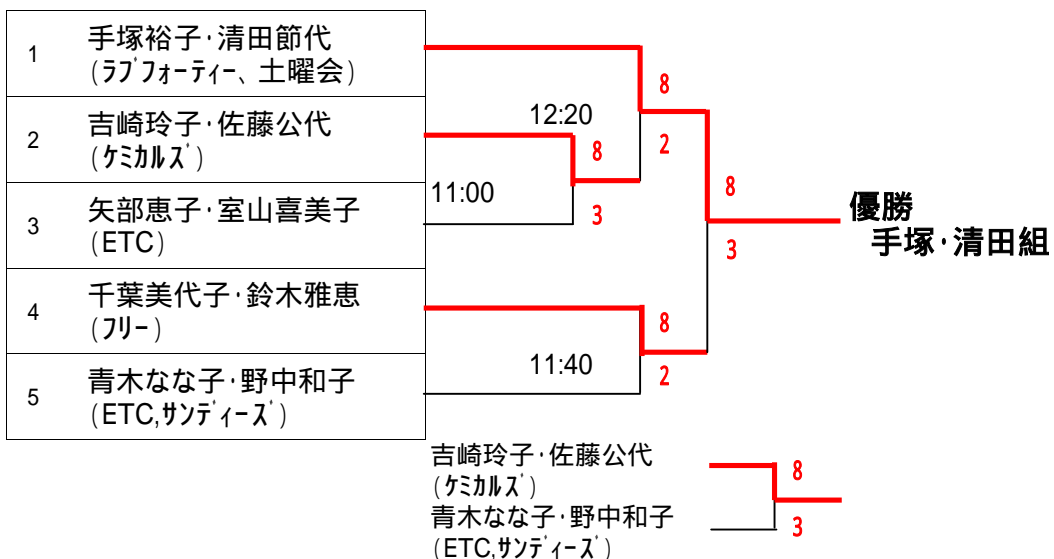 1
手塚裕子・清田節代
(ﾗﾌﾞﾌｫｰﾃｨｰ、土曜会)
8
12:20
2
吉崎玲子・佐藤公代
(ｹﾐｶﾙｽﾞ)
8
2
11:00
8
優勝
手塚・清田組
3
矢部恵子・室山喜美子
(ETC)
3
3
4
千葉美代子・鈴木雅恵
(ﾌﾘｰ)
8
5
青木なな子・野中和子
(ETC,ｻﾝﾃﾞｨｰｽﾞ)
11:40
2
吉崎玲子・佐藤公代
(ｹﾐｶﾙｽﾞ)
8
青木なな子・野中和子
(ETC,ｻﾝﾃﾞｨｰｽﾞ)
3